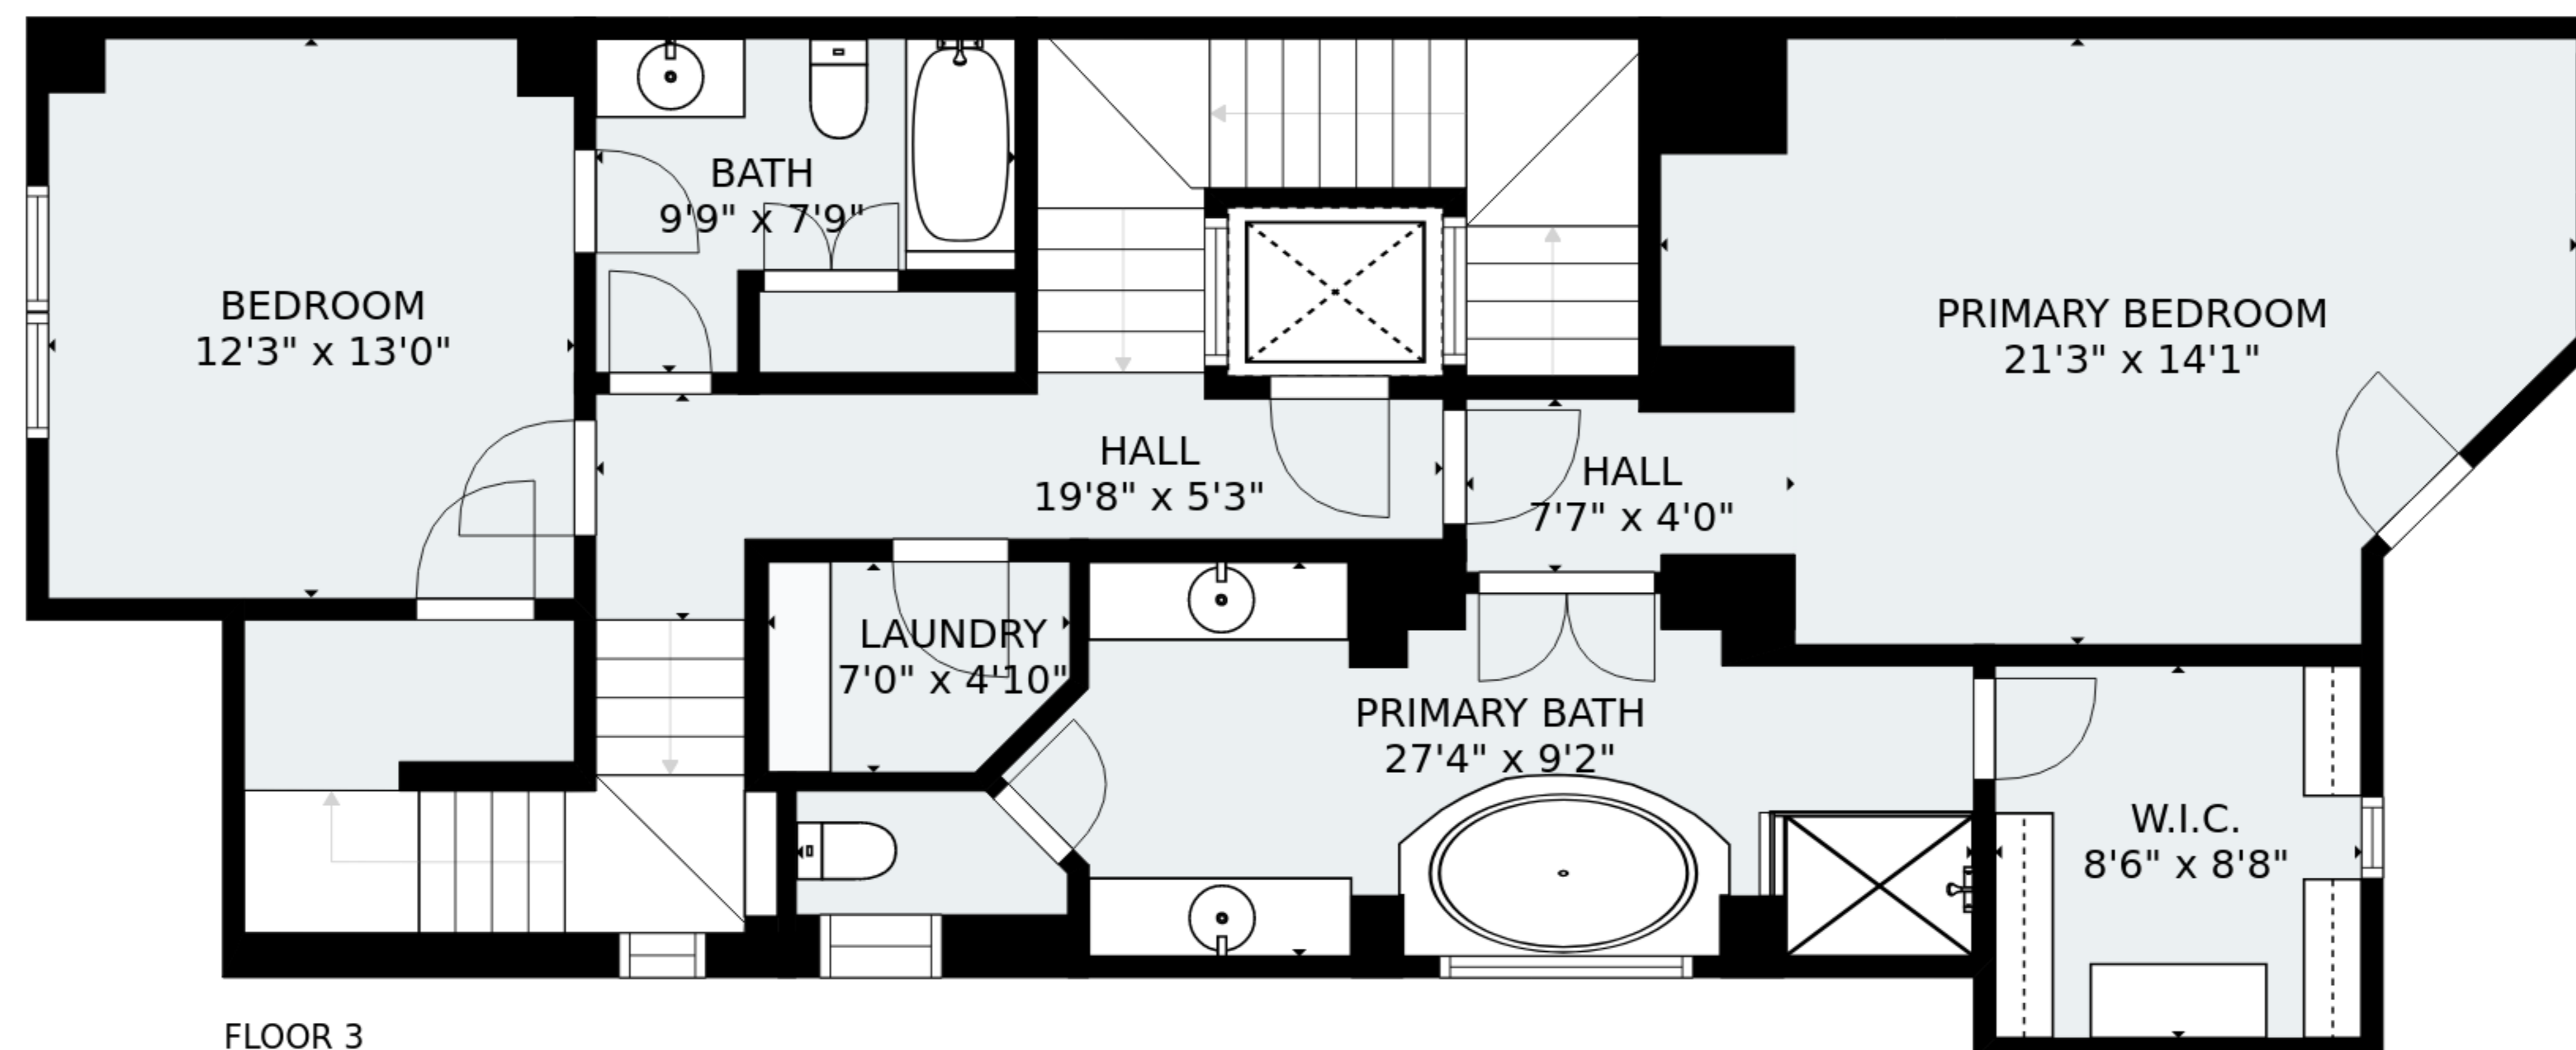 BATH
9'9" x 7'9"
BEDROOM
12'3" x 13'0"
PRIMARY BEDROOM
21'3" x 14'1"
HALL
19'8" x 5'3"
HALL
7'7" x 4'0"
LAUNDRY
7'0" x 4'10"
PRIMARY BATH
27'4" x 9'2"
W.I.C.
8'6" x 8'8"
FLOOR 3